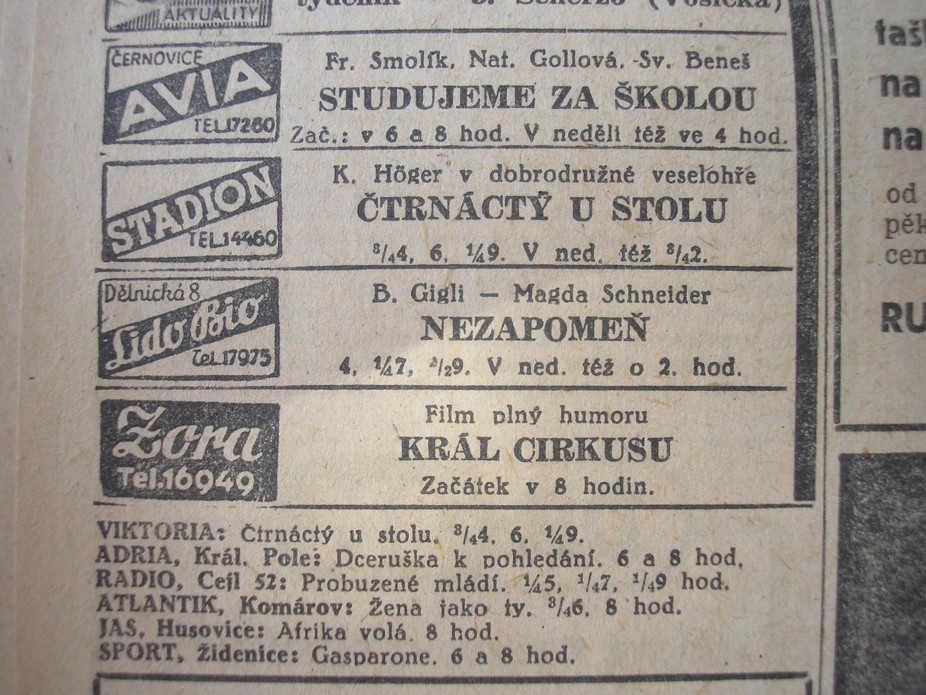 AKTUALITY
týdeník — 3. Scherzo (Vosička)
ČERNOVICE
AVIA
TEL.17260
Fr. Smolík, Nat. Gollová, Sv. Beneš
STUDUJEME ZA ŠKOLOU
Zač.: v 6 a 8 hod. V neděli též ve 4 hod.
STADION
TEL.14460
K. Höger v dobrodružné veselohře
ČTRNÁCTÝ U STOLU
¾4, 6, ¼9. V ned. též ½2.
Dělnická 8
Lido Bio
Tel.17975
B. Gigli — Magda Schneider
NEZAPOMEŇ
4, ¼7, ½9. V ned. též o 2. hod.
Žora
Tel.16949
Film plný humoru
KRÁL CIRKUSU
Začátek v 8 hodin.
VIKTORIA: Čtrnáctý u stolu. ¾4, 6, ¼9.
ADRIA, Král. Pole: Dceruška k pohledání. 6 a 8 hod.
RADIO, Cejl 52: Probuzené mládí. ¼5, ¼7, ¼9 hod.
ATLANTIK, Komárov: Žena jako ty. ¾6, 8 hod.
JAS, Husovice: Afrika volá. 8 hod.
SPORT, Židenice: Gasparone. 6 a 8 hod.
na
na
od
RU